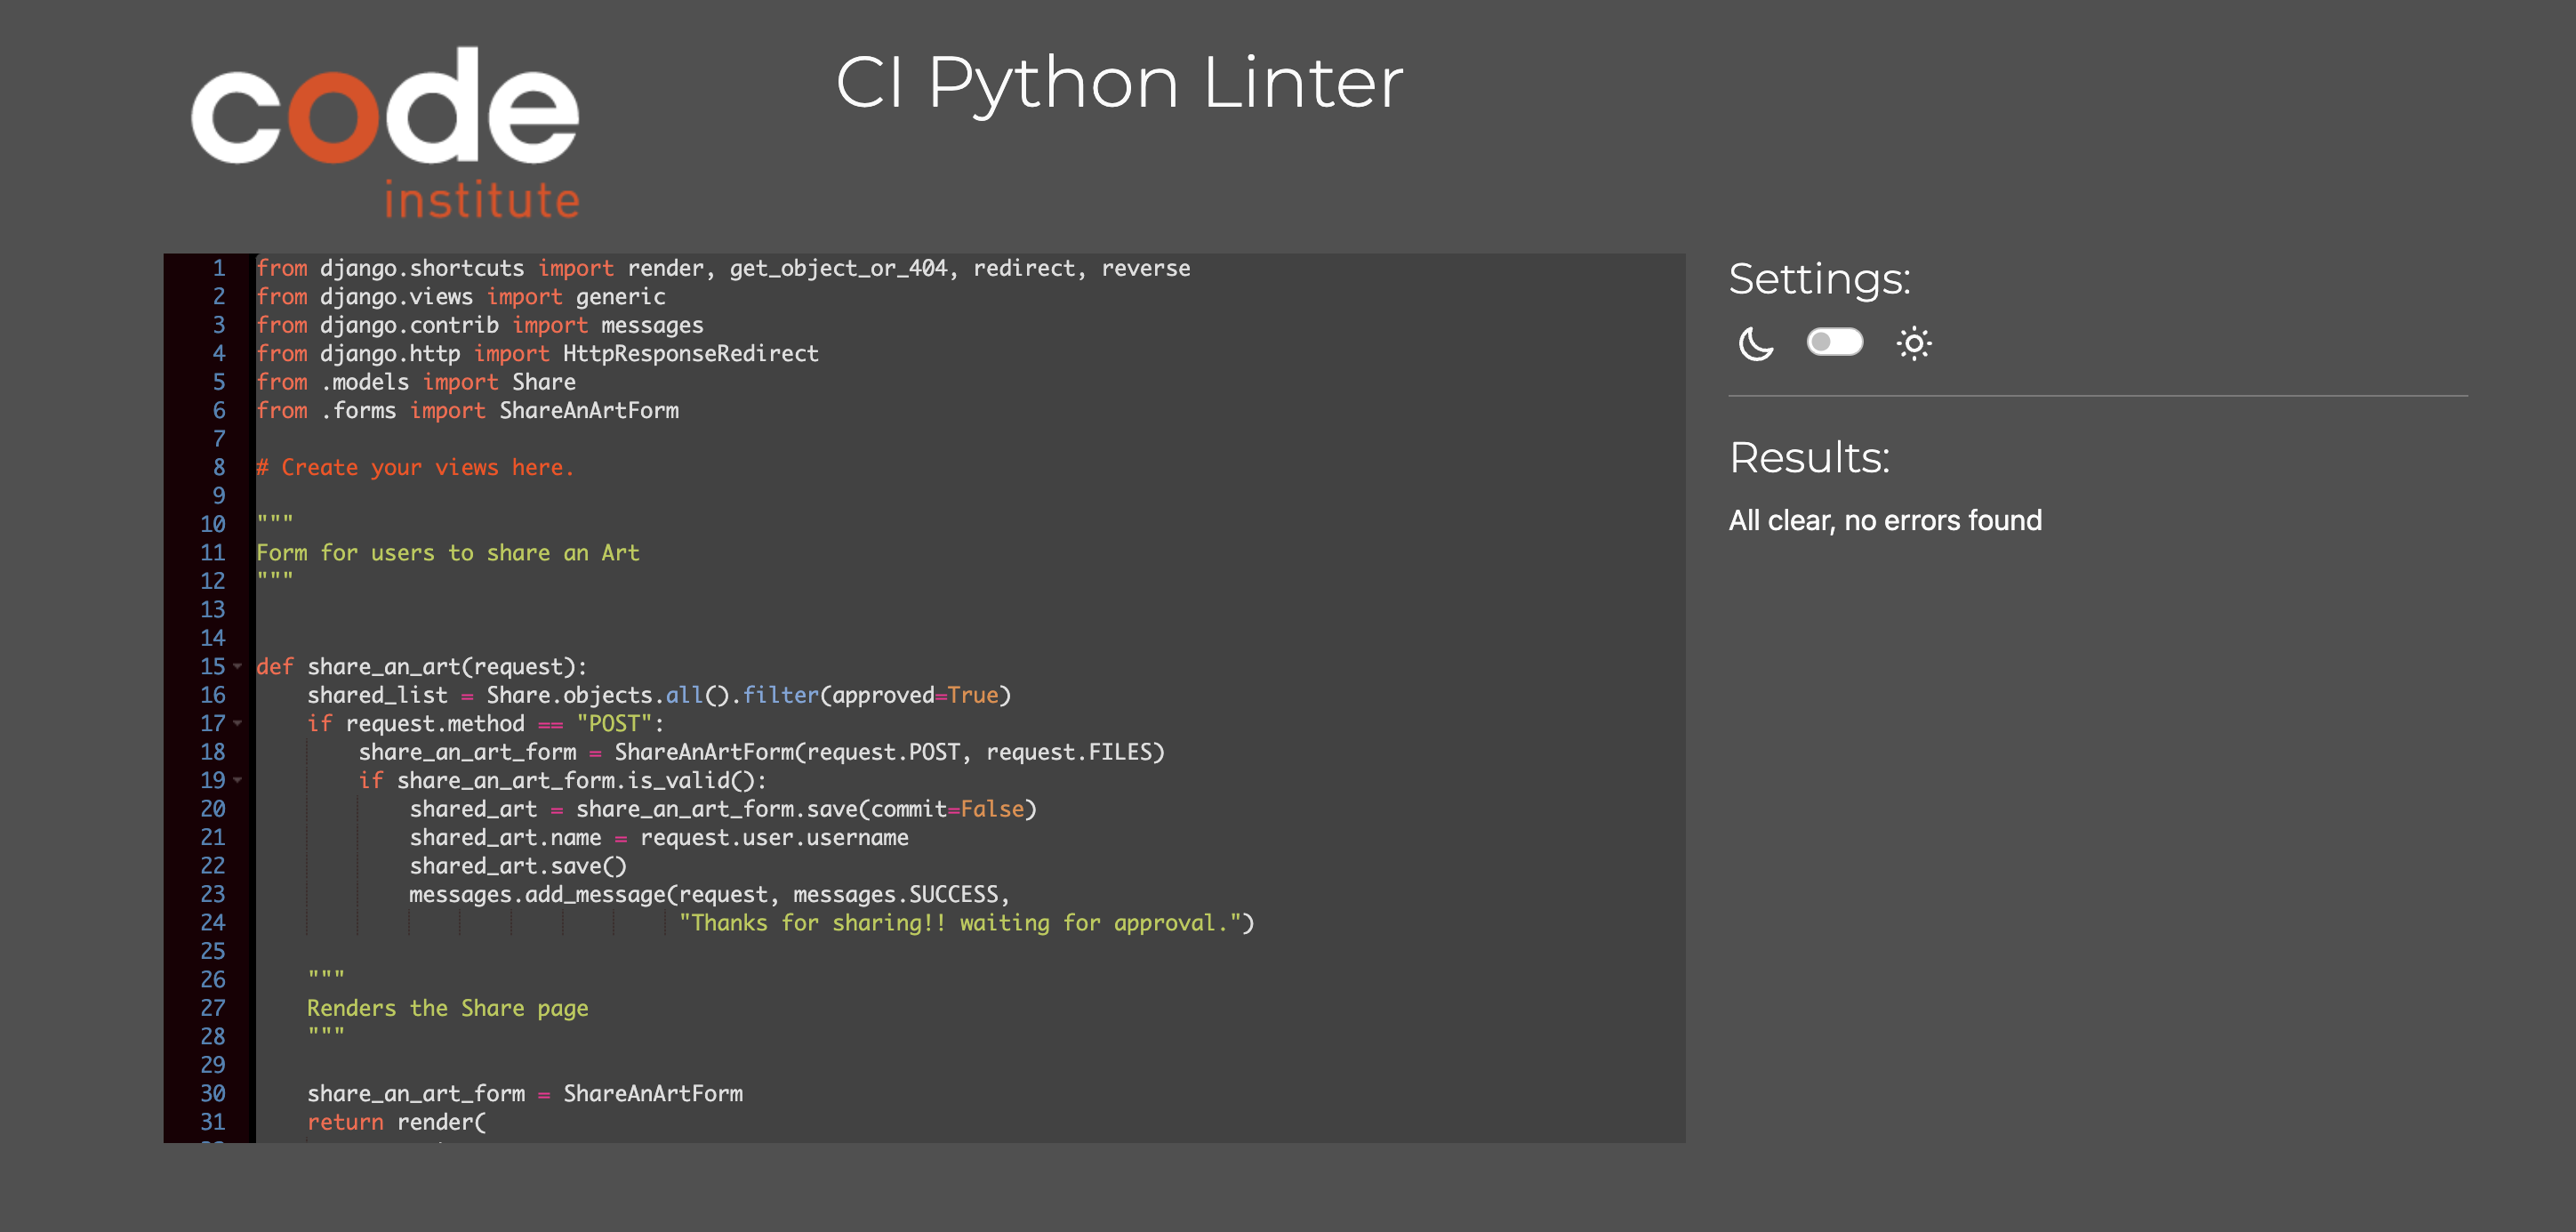 code
institute
CI Python Linter
1 from django.shortcuts import render, get_object_or_404, redirect, reverse
2 from django.views import generic
3 from django.contrib import messages
4 from django.http import HttpResponseRedirect
5 from .models import Share
6 from .forms import ShareAnArtForm
7
8 # Create your views here.
9
10 """
11 Form for users to share an Art
12 """
13
14
15 def share_an_art(request):
16     shared_list = Share.objects.all().filter(approved=True)
17     if request.method == "POST":
18         share_an_art_form = ShareAnArtForm(request.POST, request.FILES)
19         if share_an_art_form.is_valid():
20             shared_art = share_an_art_form.save(commit=False)
21             shared_art.name = request.user.username
22             shared_art.save()
23             messages.add_message(request, messages.SUCCESS,
24                                  "Thanks for sharing!! waiting for approval.")
25
26     """
27     Renders the Share page
28     """
29
30     share_an_art_form = ShareAnArtForm
31     return render(
Settings:
Results:
All clear, no errors found